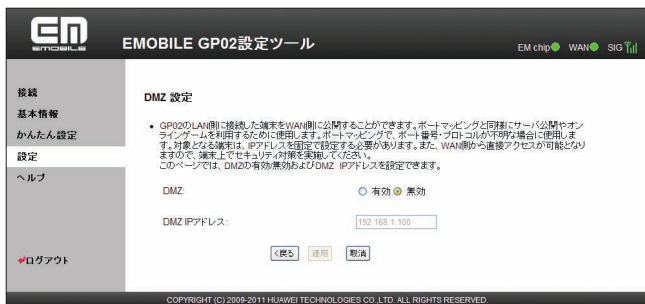 EM
EMOBILE
EMOBILE GP02設定ツール
EM chip WAN SIG
接続
基本情報
かんたん設定
設定
ヘルプ
ログアウト
DMZ 設定
• GP02のLAN側に接続した端末をWAN側に公開することができます。ポートマッピングと同様にサーバ公開やオン
ラインゲームを利用するために使用します。ポートマッピングで、ポート番号・プロトコルが不明な場合に使用しま
す。対象となる端末は、IPアドレスを固定で設定する必要があります。また、WAN側から直接アクセスが可能となり
ますので、端末上でセキュリティ対策を実施してください。
このページでは、DMZの有効/無効およびDMZ IPアドレスを設定できます。
DMZ: 有効 無効
DMZ IPアドレス: 192.168.1.100
<戻る 適用 取消
COPYRIGHT (C) 2009-2011 HUAWEI TECHNOLOGIES CO.,LTD. ALL RIGHTS RESERVED.